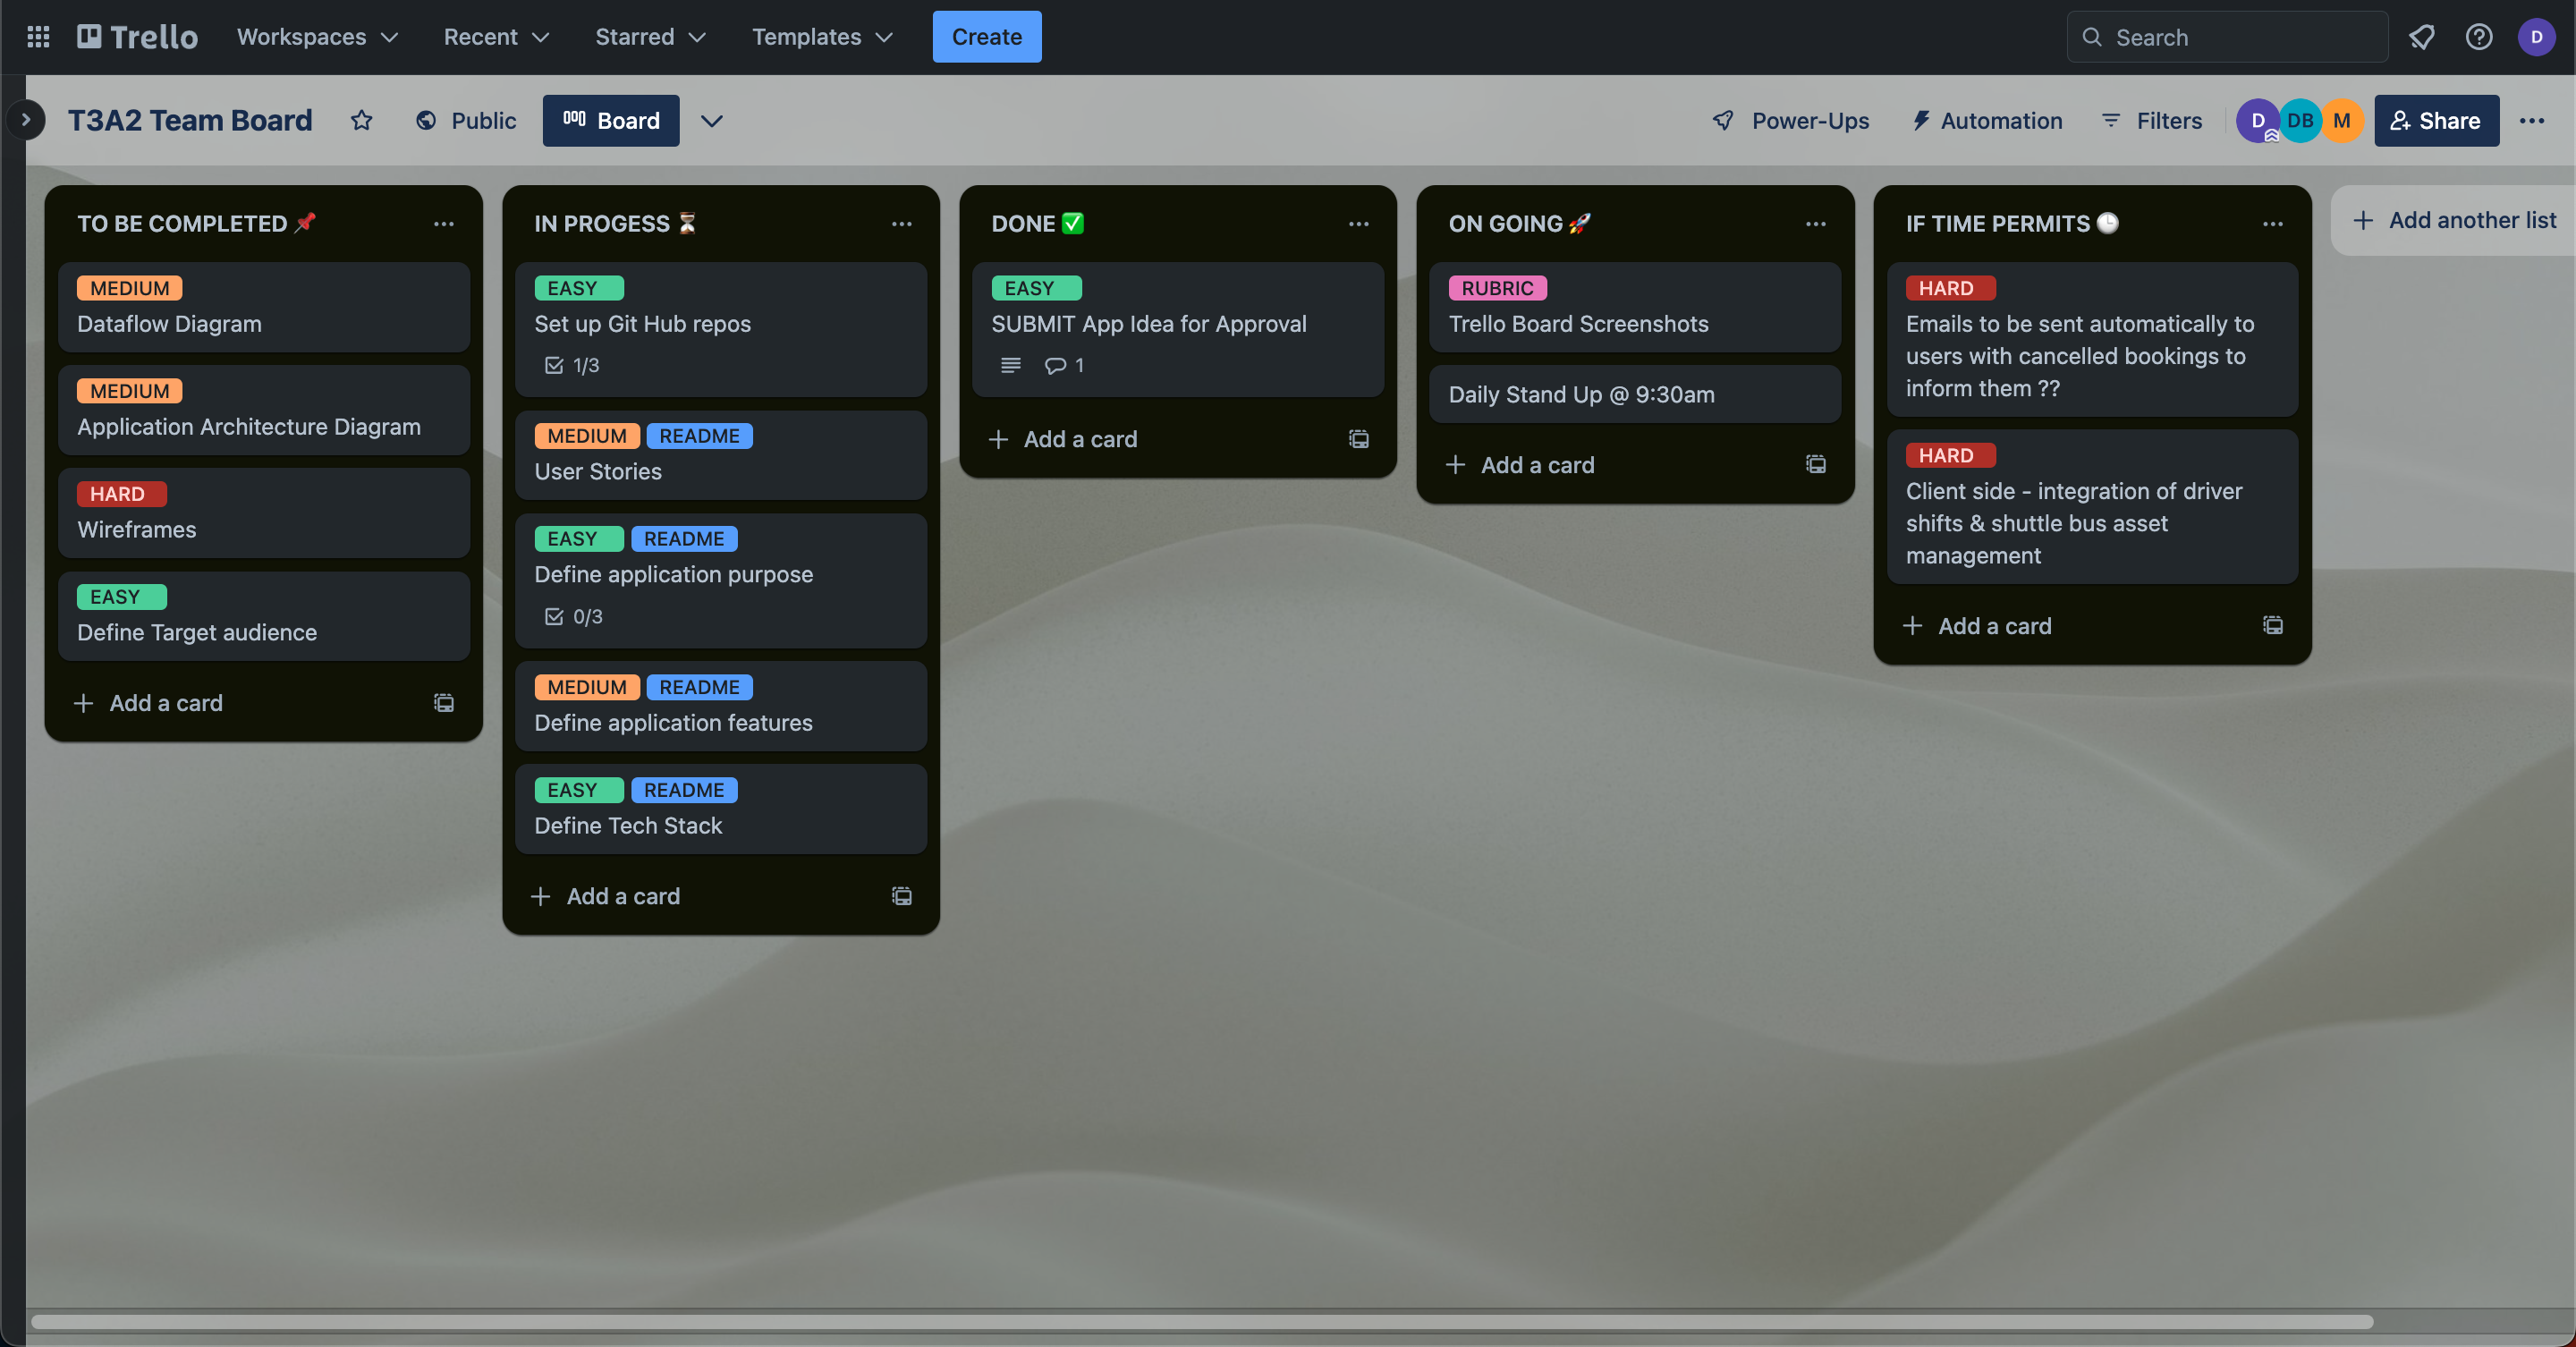 Trello Workspaces Recent Starred Templates Create Search D
T3A2 Team Board Public Board Power-Ups Automation Filters D DB M Share
TO BE COMPLETED
MEDIUM
Dataflow Diagram
MEDIUM
Application Architecture Diagram
HARD
Wireframes
EASY
Define Target audience
Add a card
IN PROGESS
EASY
Set up Git Hub repos
1/3
MEDIUM README
User Stories
EASY README
Define application purpose
0/3
MEDIUM README
Define application features
EASY README
Define Tech Stack
Add a card
DONE
EASY
SUBMIT App Idea for Approval
1
Add a card
ON GOING
RUBRIC
Trello Board Screenshots
Daily Stand Up @ 9:30am
Add a card
IF TIME PERMITS
HARD
Emails to be sent automatically to
users with cancelled bookings to
inform them ??
HARD
Client side - integration of driver
shifts & shuttle bus asset
management
Add a card
Add another list